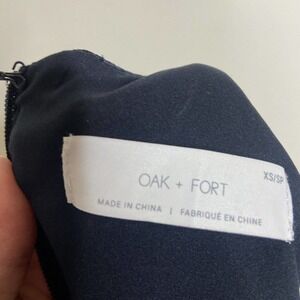 OAK + FORT
XS/SP
MADE IN CHINA | FABRIQUÉ EN CHINE